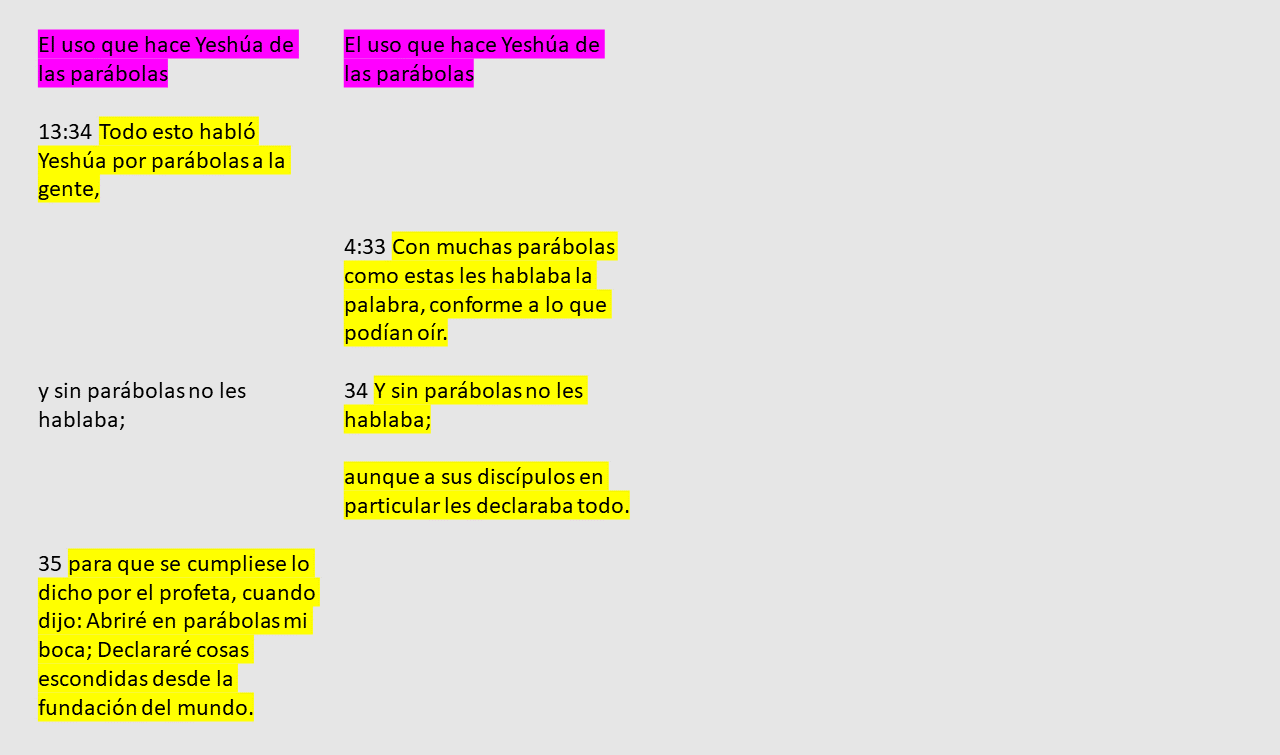 El uso que hace Yeshúa de
las parábolas
13:34 Todo esto habló
Yeshúa por parábolas a la
gente,
y sin parábolas no les
hablaba;
35 para que se cumpliese lo
dicho por el profeta, cuando
dijo: Abriré en parábolas mi
boca; Declararé cosas
escondidas desde la
fundación del mundo.
El uso que hace Yeshúa de
las parábolas
4:33 Con muchas parábolas
como estas les hablaba la
palabra, conforme a lo que
podían oír.
34 Y sin parábolas no les
hablaba;
aunque a sus discípulos en
particular les declaraba todo.